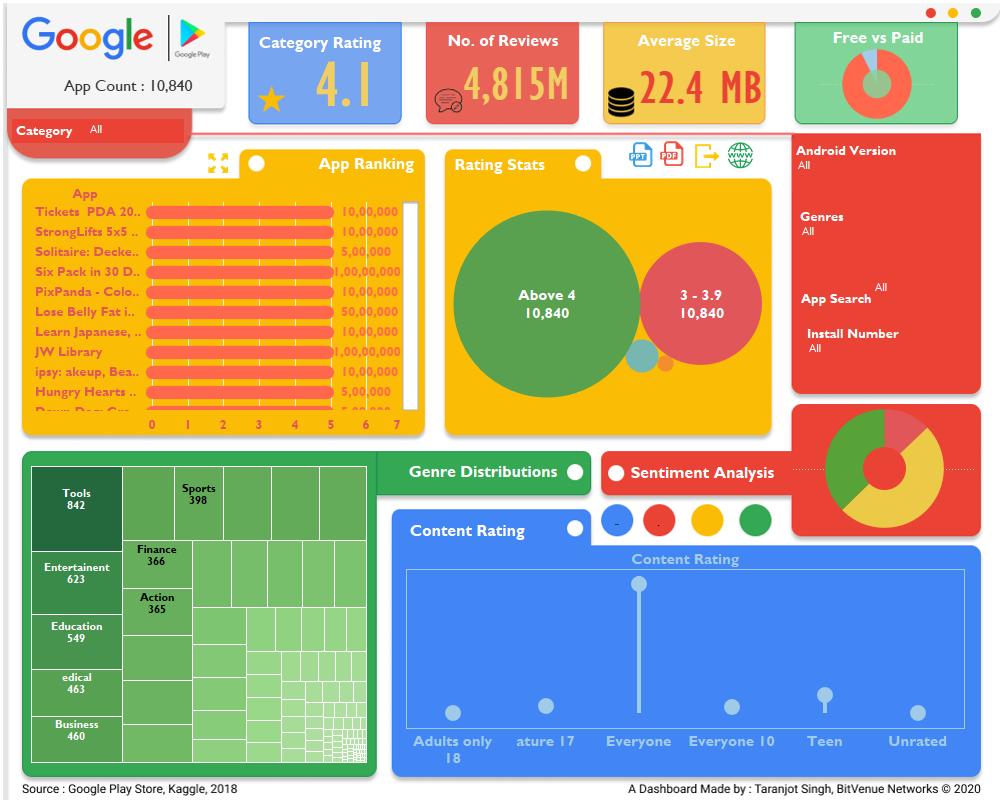 Google
Google Play
App Count : 10,840
Category All
Category Rating
4.1
No. of Reviews
4,815M
Average Size
22.4 MB
Free vs Paid
App Ranking
App
Tickets PDA 20.. 10,00,000
StrongLifts 5x5 .. 10,00,000
Solitaire: Decke.. 5,00,000
Six Pack in 30 D.. 1,00,00,000
PixPanda - Colo.. 10,00,000
Lose Belly Fat i.. 50,00,000
Learn Japanese, .. 10,00,000
JW Library 1,00,00,000
ipsy: akeup, Bea.. 10,00,000
Hungry Hearts .. 5,00,000
0 1 2 3 4 5 6 7
Rating Stats
PPT
PDF
WWW
Above 4
10,840
3 - 3.9
10,840
Android Version
All
Genres
All
All
App Search
Install Number
All
Genre Distributions
Tools
842
Entertainent
623
Education
549
edical
463
Business
460
Sports
398
Finance
366
Action
365
Sentiment Analysis
Content Rating
Content Rating
Adults only
18
ature 17
Everyone
Everyone 10
Teen
Unrated
Source : Google Play Store, Kaggle, 2018
A Dashboard Made by : Taranjot Singh, BitVenue Networks © 2020